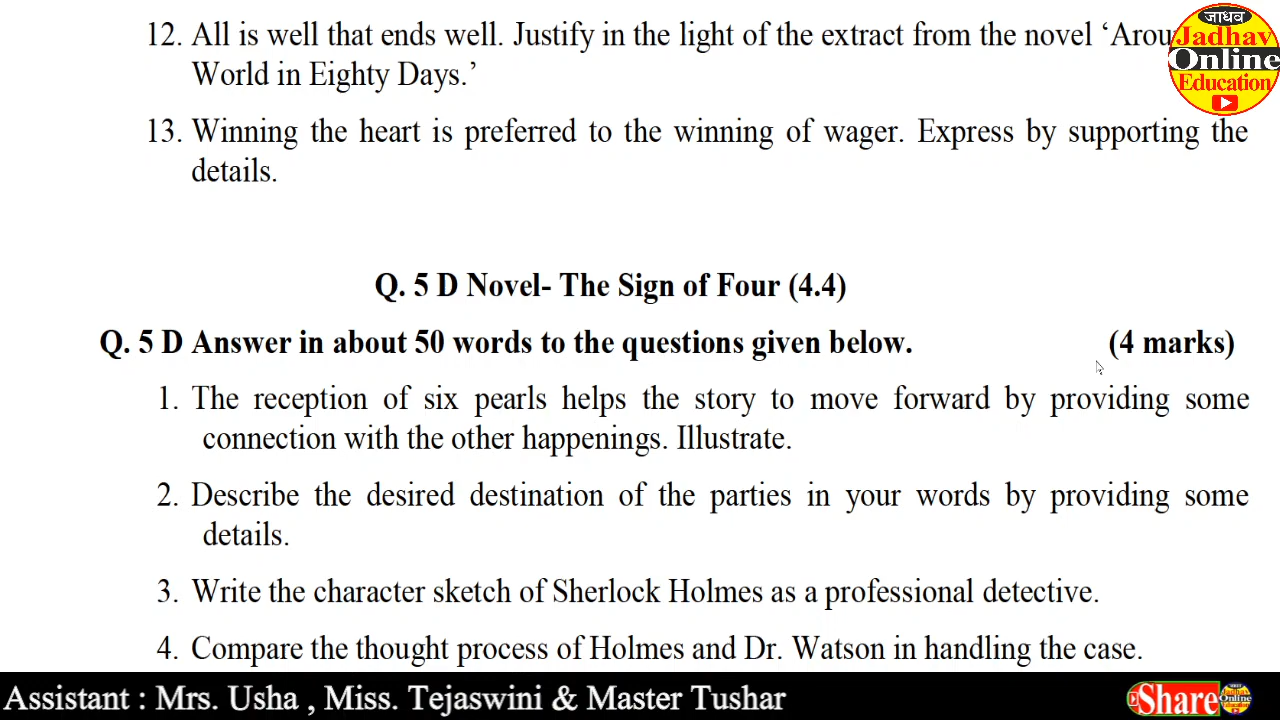 12. All is well that ends well. Justify in the light of the extract from the novel ‘Arou
World in Eighty Days.’
13. Winning the heart is preferred to the winning of wager. Express by supporting the
details.
Q. 5 D Novel- The Sign of Four (4.4)
Q. 5 D Answer in about 50 words to the questions given below. (4 marks)
1. The reception of six pearls helps the story to move forward by providing some
connection with the other happenings. Illustrate.
2. Describe the desired destination of the parties in your words by providing some
details.
3. Write the character sketch of Sherlock Holmes as a professional detective.
4. Compare the thought process of Holmes and Dr. Watson in handling the case.
जाधव
Jadhav
Online
Education
Assistant : Mrs. Usha , Miss. Tejaswini & Master Tushar
Share
Online